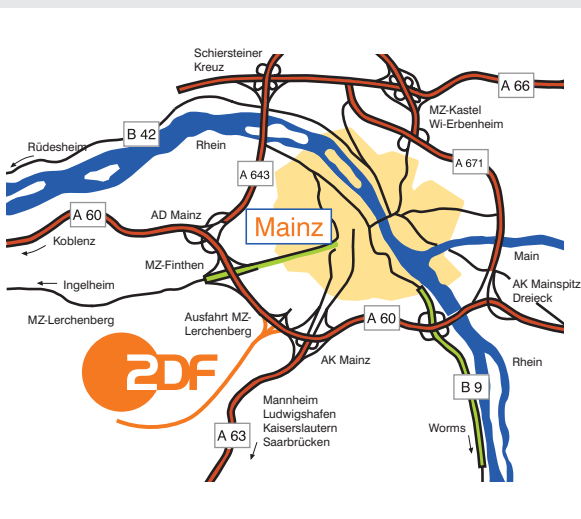 Schiersteiner
Kreuz
A 66
MZ-Kastel
Wi-Erbenheim
B 42
Rhein
Rüdesheim
A 671
A 643
A 60
AD Mainz
Mainz
Koblenz
Main
MZ-Finthen
Ingelheim
AK Mainspitz
Dreieck
MZ-Lerchenberg
Ausfahrt MZ-
Lerchenberg
A 60
AK Mainz
Rhein
ZDF
B 9
Mannheim
Ludwigshafen
Kaiserslautern
Saarbrücken
A 63
Worms